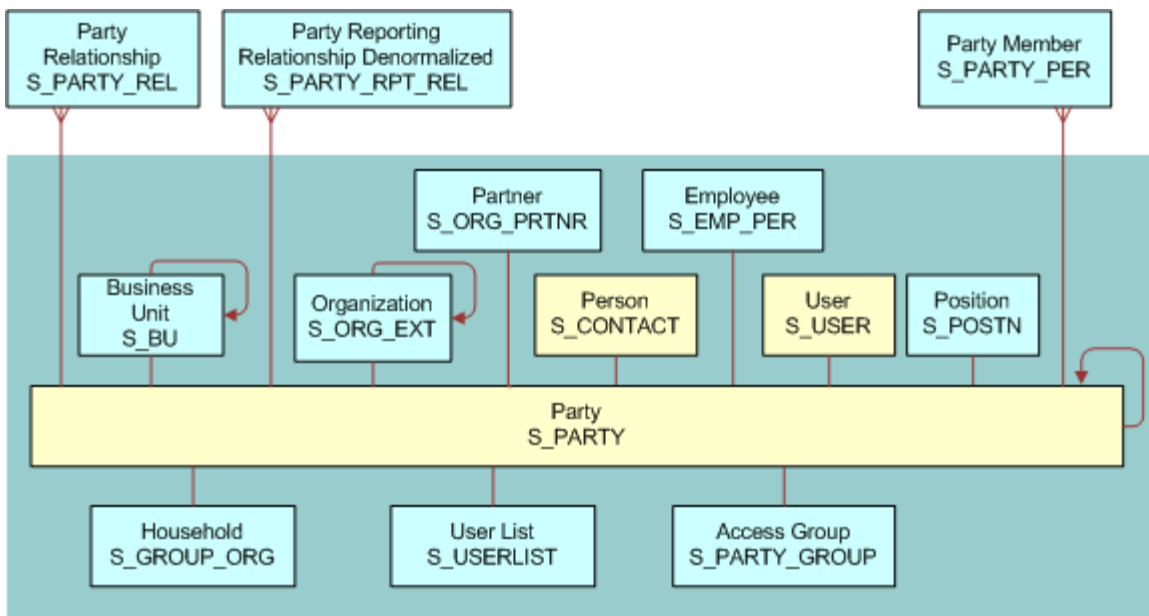 Party
Relationship
S_PARTY_REL
Party Reporting
Relationship Denormalized
S_PARTY_RPT_REL
Party Member
S_PARTY_PER
Partner
S_ORG_PRTNR
Employee
S_EMP_PER
Business
Unit
S_BU
Organization
S_ORG_EXT
Person
S_CONTACT
User
S_USER
Position
S_POSTN
Party
S_PARTY
Household
S_GROUP_ORG
User List
S_USERLIST
Access Group
S_PARTY_GROUP